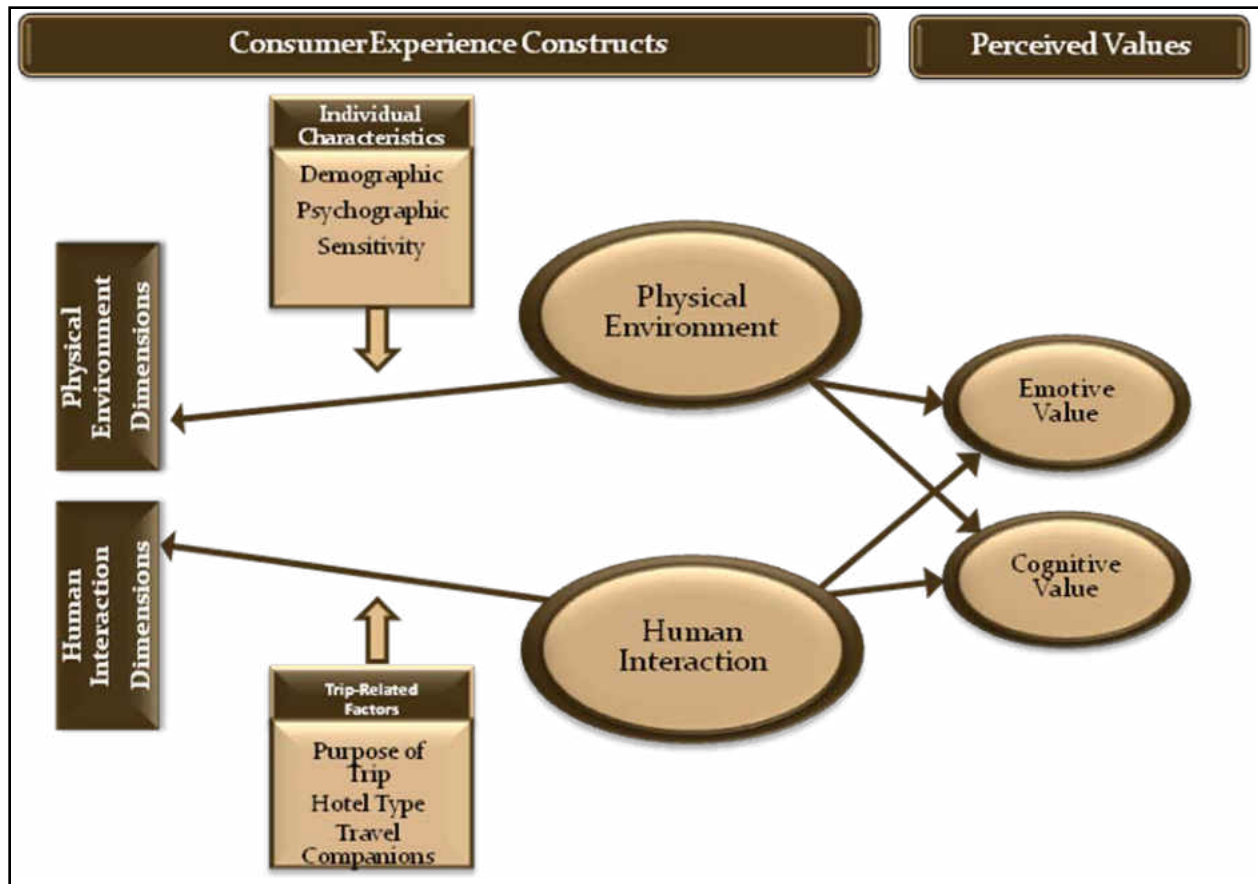 Consumer Experience Constructs
Perceived Values
Individual
Characteristics
Demographic
Psychographic
Sensitivity
Physical
Environment
Dimensions
Physical
Environment
Emotive
Value
Human
Interaction
Dimensions
Cognitive
Value
Human
Interaction
Trip-Related
Factors
Purpose of
Trip
Hotel Type
Travel
Companions